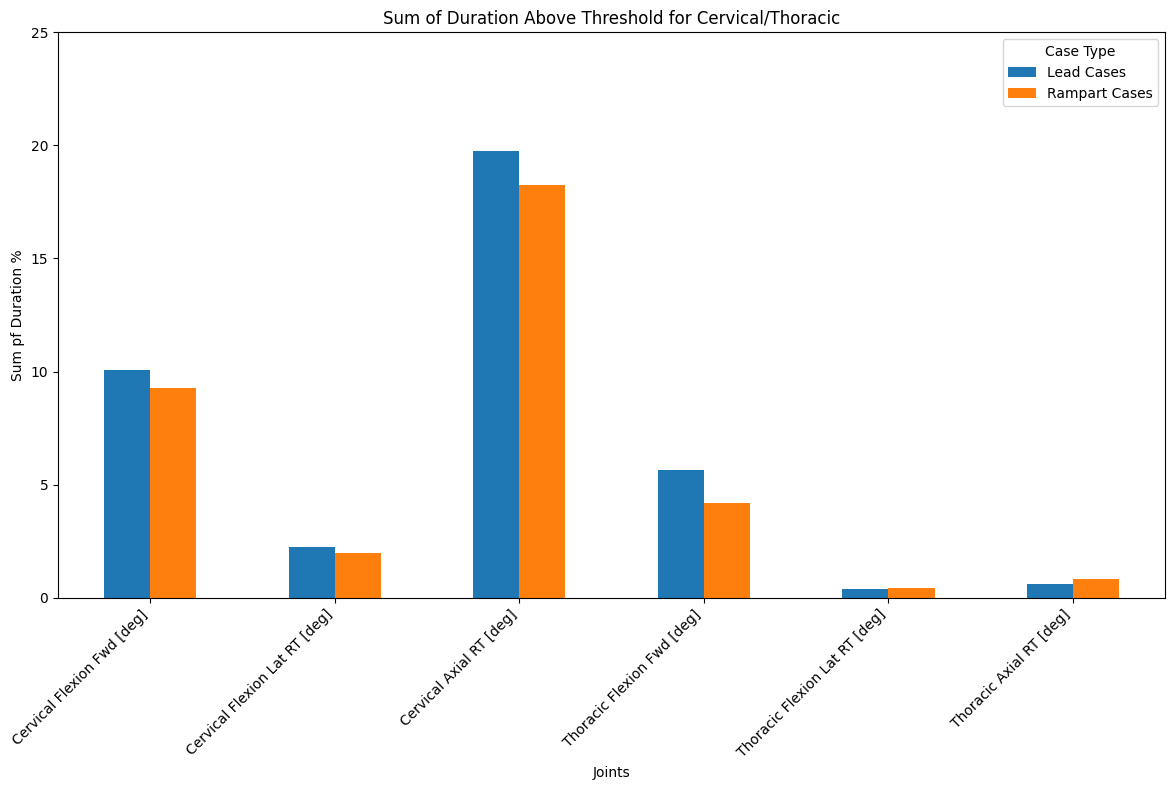 Sum of Duration Above Threshold for Cervical/Thoracic
25
20
15
10
5
0
Sum pf Duration %
Case Type
Lead Cases
Rampart Cases
Cervical Flexion Fwd [deg]
Cervical Flexion Lat RT [deg]
Cervical Axial RT [deg]
Thoracic Flexion Fwd [deg]
Thoracic Flexion Lat RT [deg]
Thoracic Axial RT [deg]
Joints